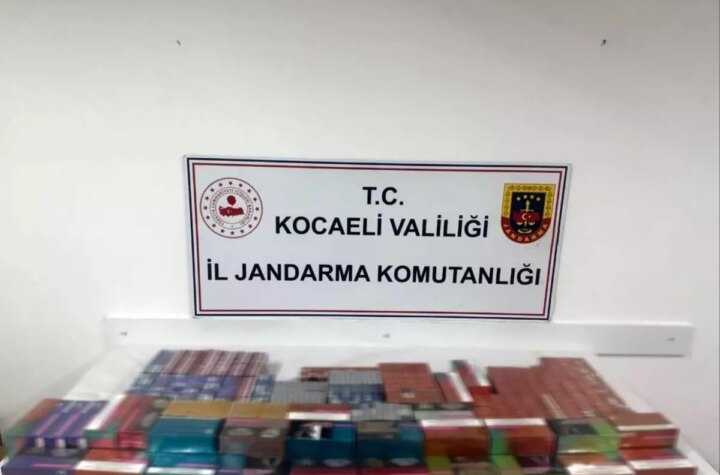 T.C.
KOCAELİ VALİLİĞİ
İL JANDARMA KOMUTANLIĞI
JANDARMA